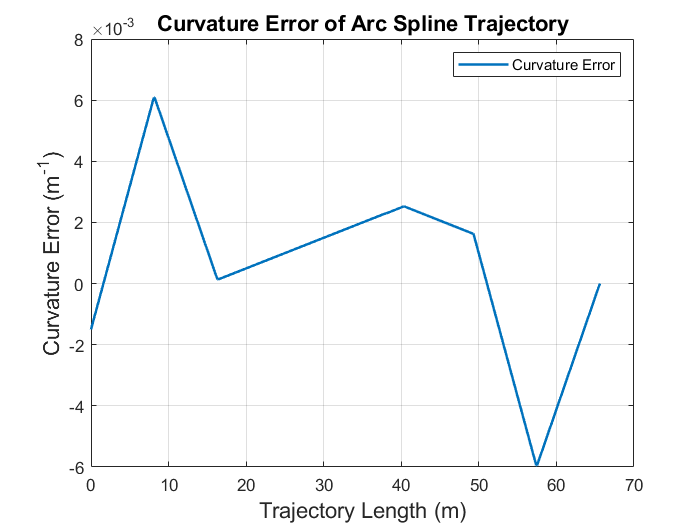 Curvature Error of Arc Spline Trajectory
×10⁻³
Curvature Error
8
6
4
2
0
-2
-4
-6
Curvature Error (m⁻¹)
0 10 20 30 40 50 60 70
Trajectory Length (m)